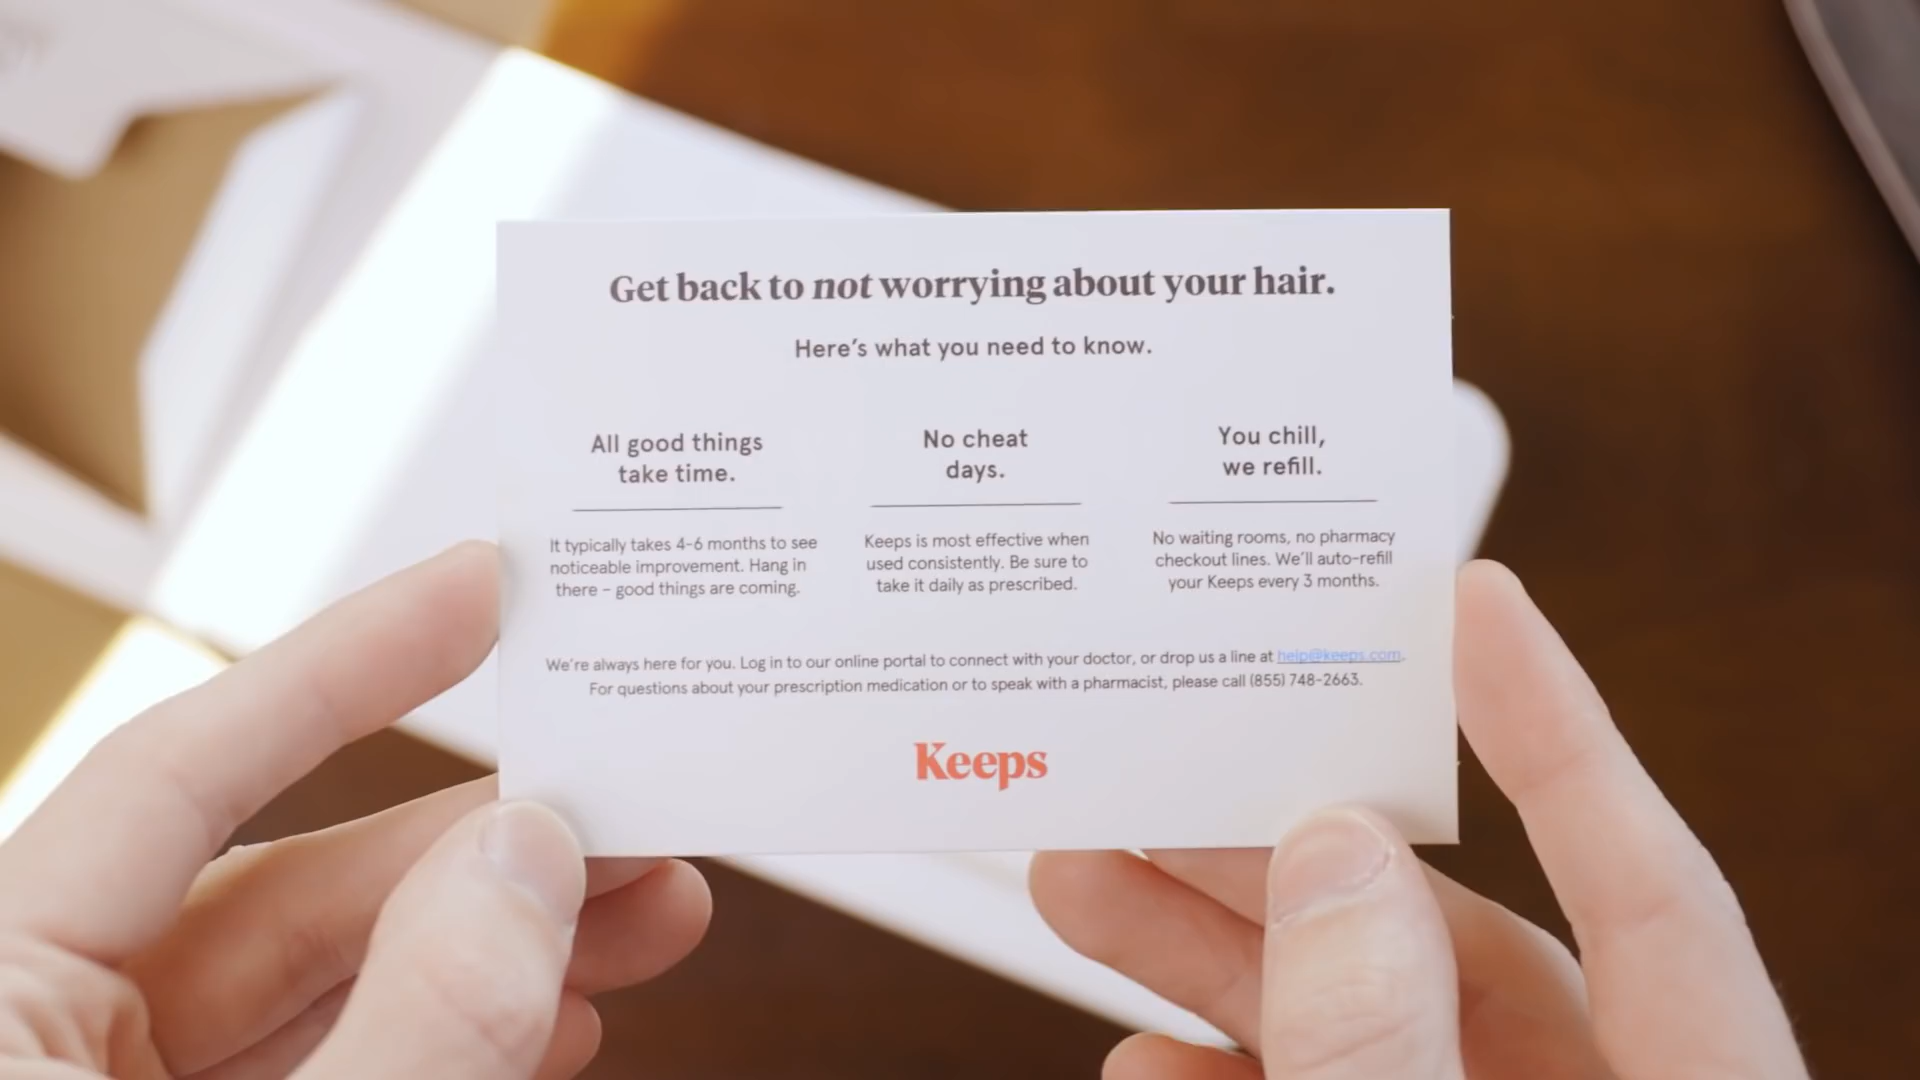 Get back to not worrying about your hair.
Here's what you need to know.
All good things
take time.
It typically takes 4-6 months to see
noticeable improvement. Hang in
there – good things are coming.
No cheat
days.
Keeps is most effective when
used consistently. Be sure to
take it daily as prescribed.
You chill,
we refill.
No waiting rooms, no pharmacy
checkout lines. We'll auto-refill
your Keeps every 3 months.
We're always here for you. Log in to our online portal to connect with your doctor, or drop us a line at help@keeps.com.
For questions about your prescription medication or to speak with a pharmacist, please call (855) 748-2663.
Keeps